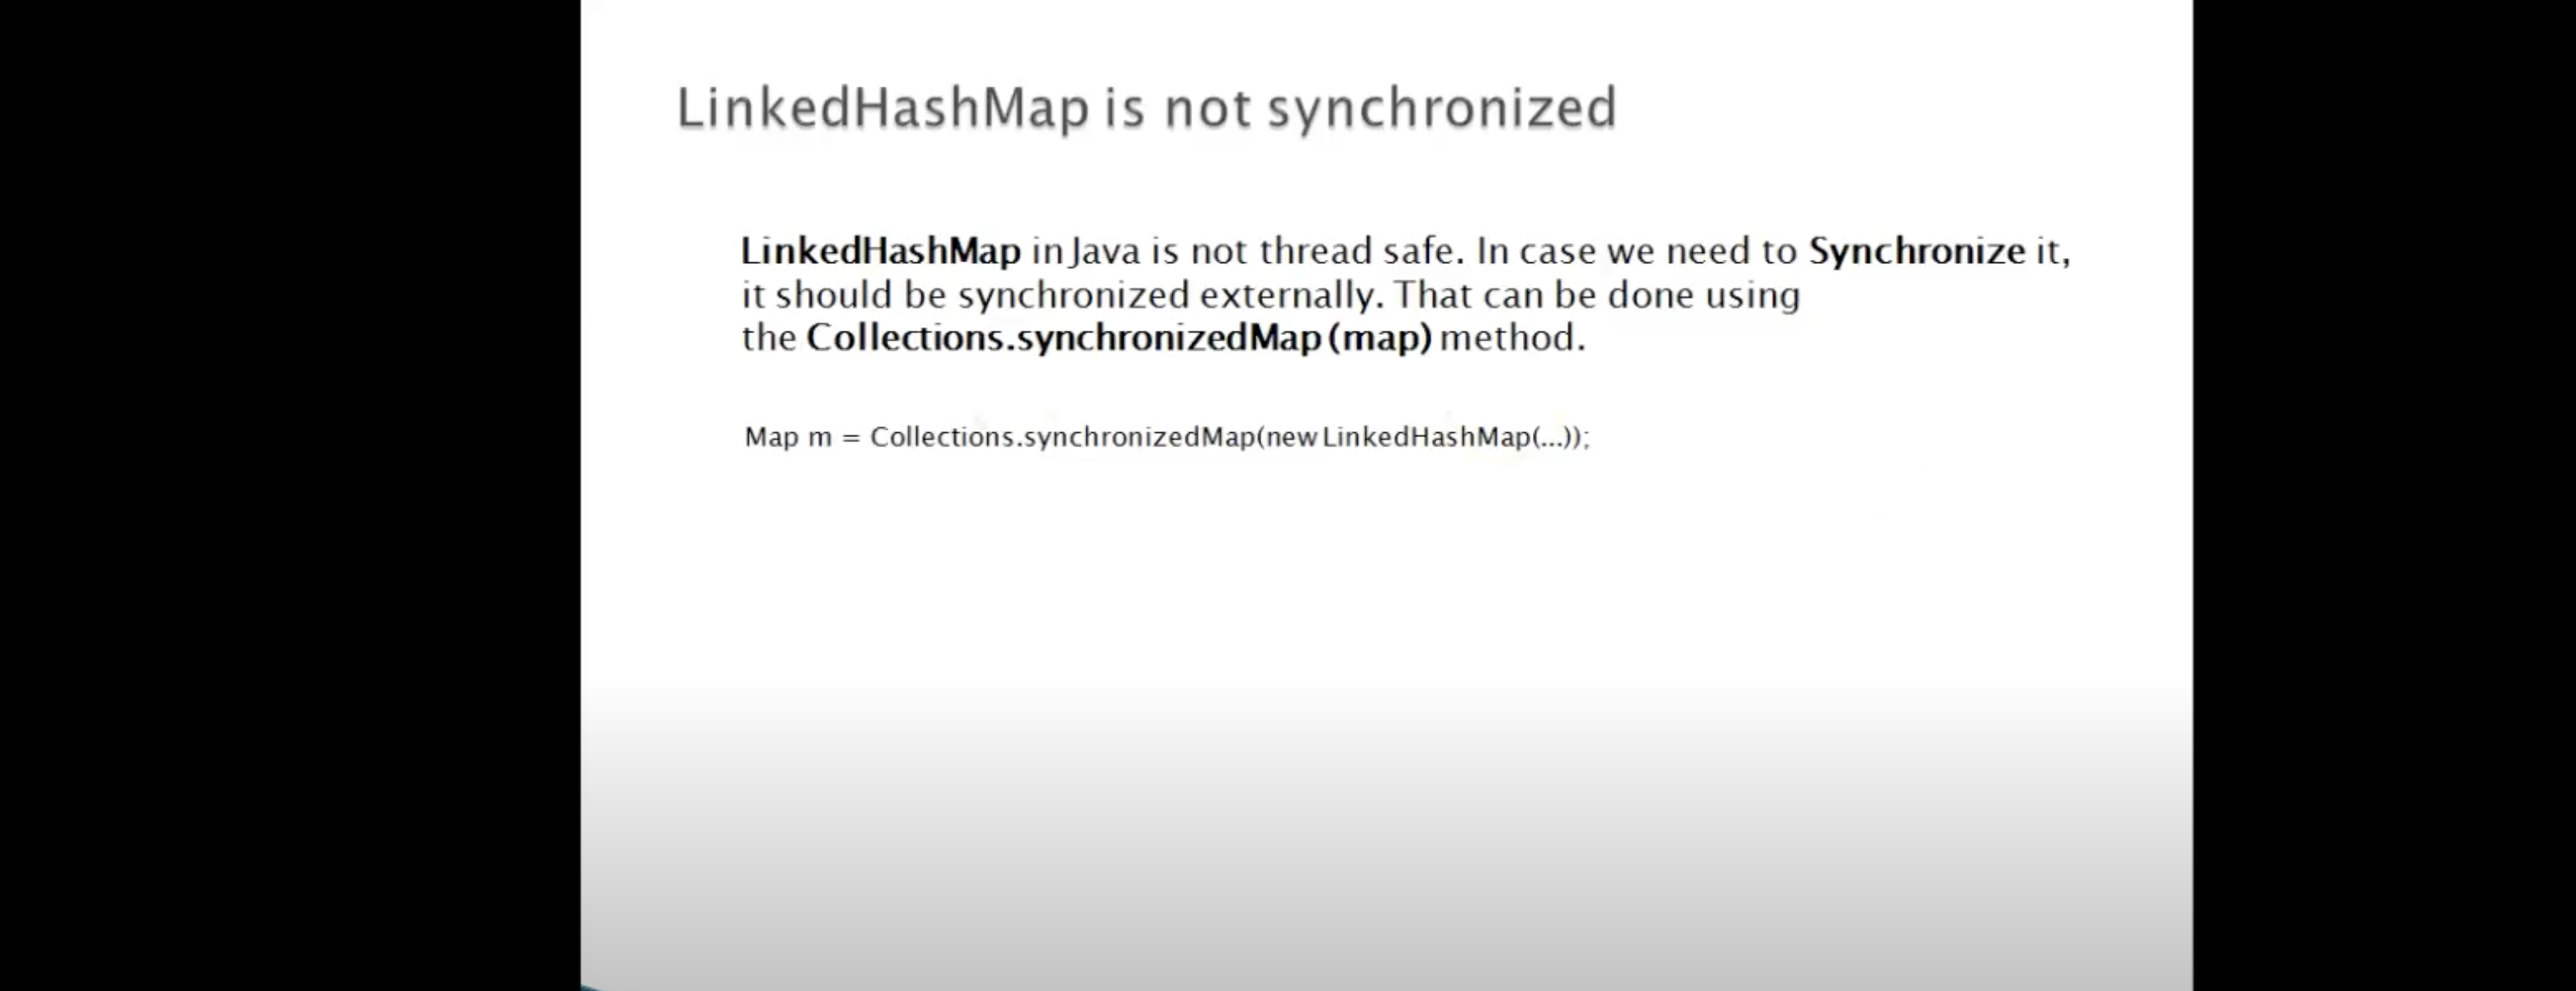 LinkedHashMap is not synchronized
LinkedHashMap in Java is not thread safe. In case we need to Synchronize it,
it should be synchronized externally. That can be done using
the Collections.synchronizedMap(map) method.
Map m = Collections.synchronizedMap(new LinkedHashMap(...));